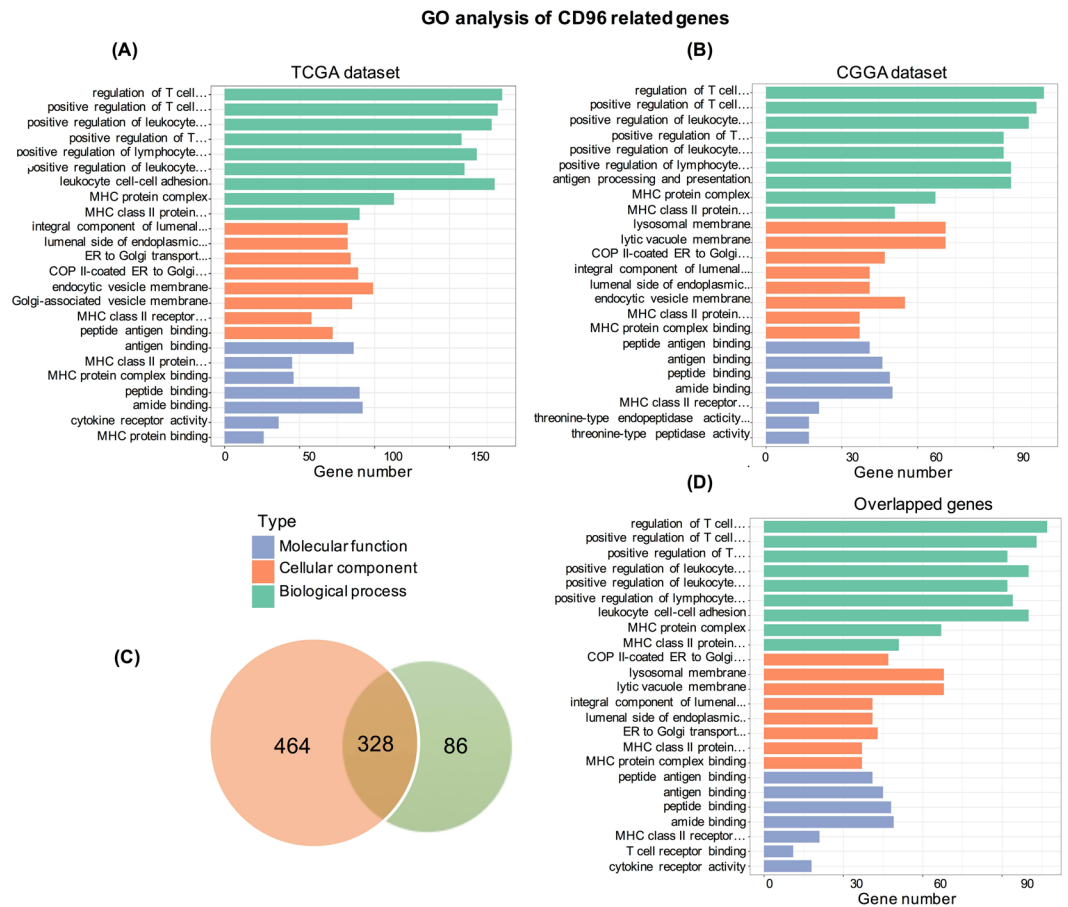 GO analysis of CD96 related genes
(A)
TCGA dataset
regulation of T cell…
positive regulation of T cell…
positive regulation of leukocyte…
positive regulation of T…
positive regulation of lymphocyte…
positive regulation of leukocyte…
leukocyte cell-cell adhesion
MHC protein complex
MHC class II protein…
integral component of lumenal...
lumenal side of endoplasmic...
ER to Golgi transport...
COP II-coated ER to Golgi…
endocytic vesicle membrane
Golgi-associated vesicle membrane
MHC class II receptor…
peptide antigen binding
antigen binding
MHC class II protein…
MHC protein complex binding
peptide binding
amide binding
cytokine receptor activity
MHC protein binding
0 50 100 150
Gene number
(B)
CGGA dataset
regulation of T cell…
positive regulation of T cell…
positive regulation of leukocyte…
positive regulation of T…
positive regulation of leukocyte…
positive regulation of lymphocyte…
antigen processing and presentation
MHC protein complex
MHC class II protein…
lysosomal membrane
lytic vacuole membrane
COP II-coated ER to Golgi…
integral component of lumenal...
lumenal side of endoplasmic...
endocytic vesicle membrane
MHC class II protein…
MHC protein complex binding
peptide antigen binding
antigen binding
peptide binding
amide binding
MHC class II receptor…
threonine-type endopeptidase acticity...
threonine-type peptidase activity
0 30 60 90
Gene number
Type
Molecular function
Cellular component
Biological process
(C)
464 328 86
(D)
Overlapped genes
regulation of T cell…
positive regulation of T cell…
positive regulation of T…
positive regulation of leukocyte…
positive regulation of leukocyte…
positive regulation of lymphocyte…
leukocyte cell-cell adhesion
MHC protein complex
MHC class II protein…
COP II-coated ER to Golgi…
lysosomal membrane
lytic vacuole membrane
integral component of lumenal...
lumenal side of endoplasmic..
ER to Golgi transport...
MHC class II protein…
MHC protein complex binding
peptide antigen binding
antigen binding
peptide binding
amide binding
MHC class II receptor…
T cell receptor binding
cytokine receptor activity
0 30 60 90
Gene number